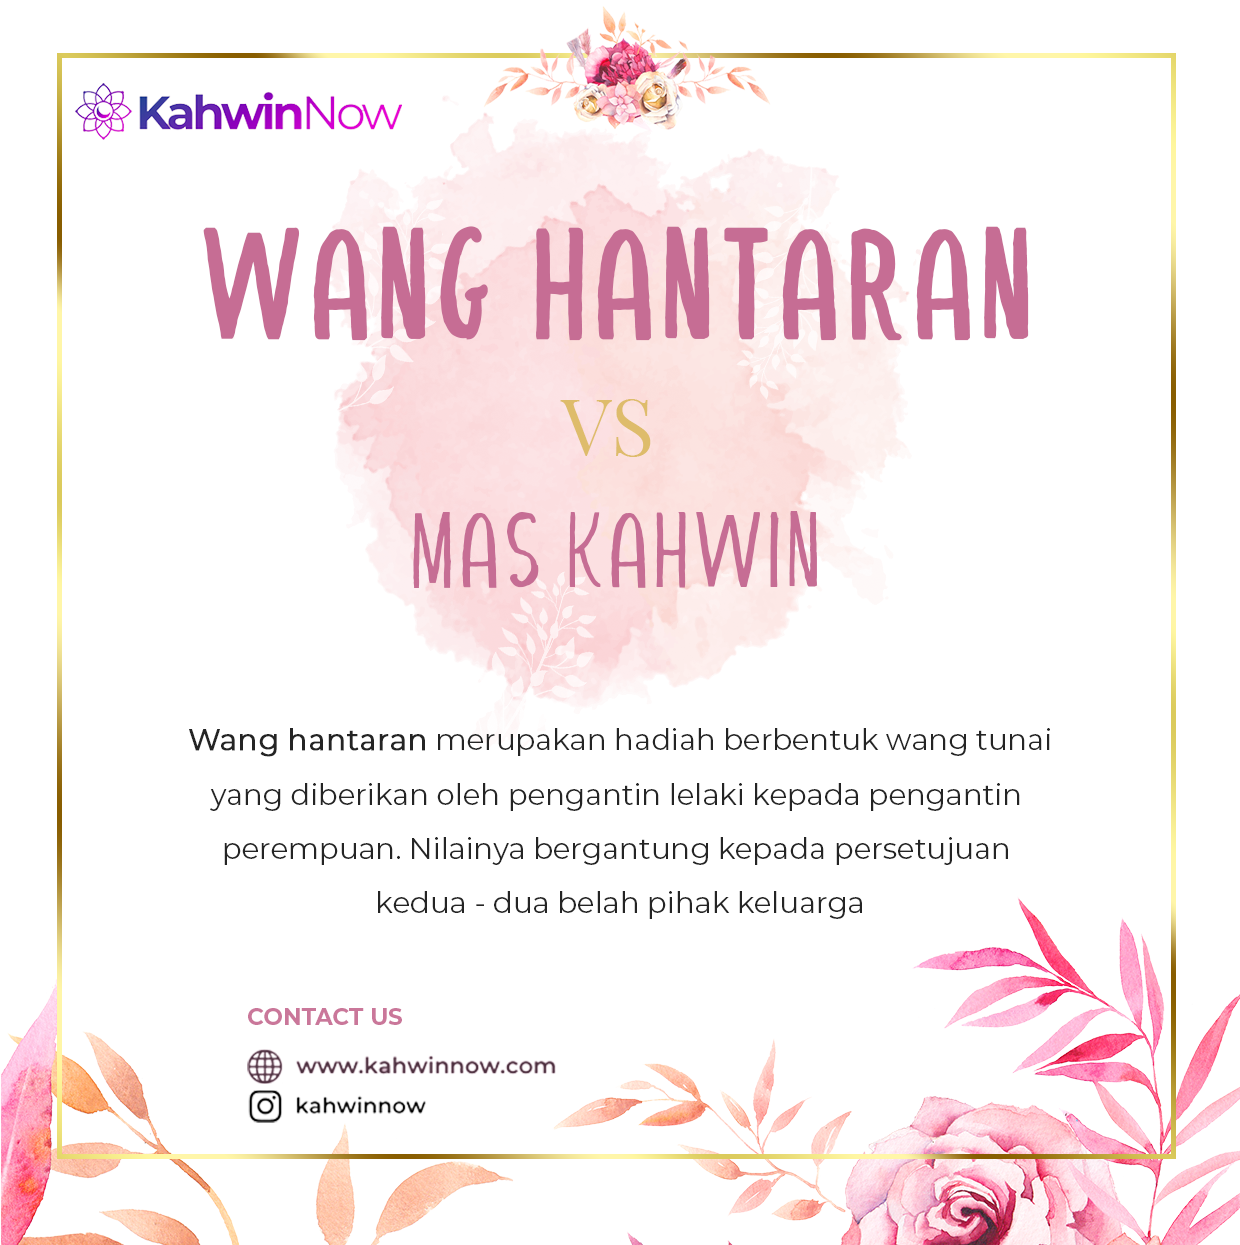 KahwinNow
WANG HANTARAN
VS
MAS KAHWIN
Wang hantaran merupakan hadiah berbentuk wang tunai
yang diberikan oleh pengantin lelaki kepada pengantin
perempuan. Nilainya bergantung kepada persetujuan
kedua - dua belah pihak keluarga
CONTACT US
www.kahwinnow.com
kahwinnow